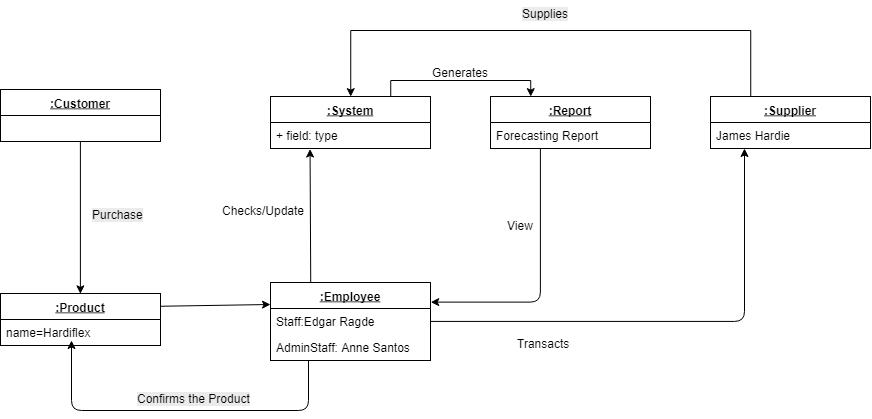 Supplies
Generates
:Customer
:System
+ field: type
:Report
Forecasting Report
:Supplier
James Hardie
Purchase
Checks/Update
View
:Product
name=Hardiflex
:Employee
Staff:Edgar Ragde
AdminStaff: Anne Santos
Transacts
Confirms the Product